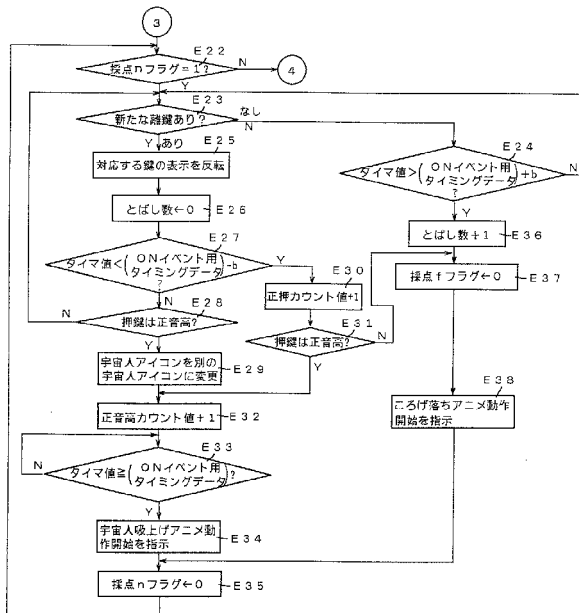 3
E22
採点nフラグ=1?
N
4
Y
E23
新たな離鍵あり?
なし
N
Y
あり
E25
対応する鍵の表示を反転
E24
タイマ値>(ONイベント用タイミングデータ)+b
?
N
Y
とばし数←0
E26
とばし数+1
E36
E27
タイマ値<(ONイベント用タイミングデータ)-b
?
Y
N
E30
正押カウント値+1
採点fフラグ←0
E37
E28
押鍵は正音高?
N
Y
E31
押鍵は正音高?
N
Y
宇宙人アイコンを別の
宇宙人アイコンに変更
E29
E38
ころげ落ちアニメ動作
開始を指示
正音高カウント値+1
E32
E33
タイマ値≧(ONイベント用タイミングデータ)?
N
Y
宇宙人吸上げアニメ動
作開始を指示
E34
採点nフラグ←0
E35